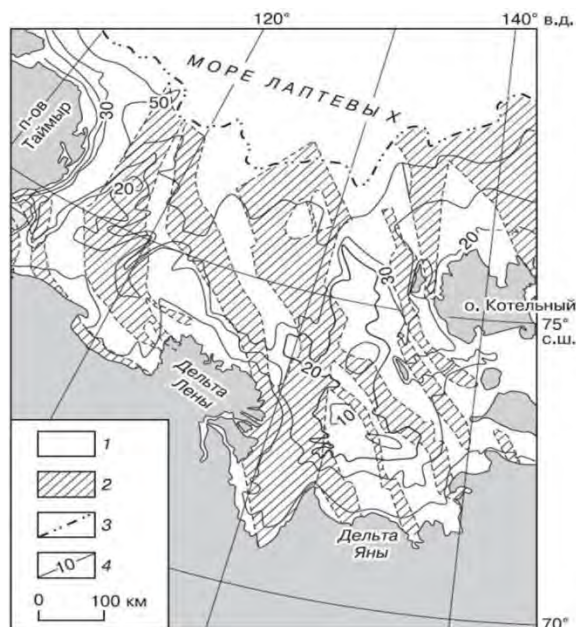 120°
140° в.д.
МОРЕ ЛАПТЕВЫХ
п-ов
Таймыр
30
50
20
20
30
о. Котельный
75°
с.ш.
20
10
Дельта
Лены
Дельта
Яны
1
2
3
10 4
0 100 км
70°